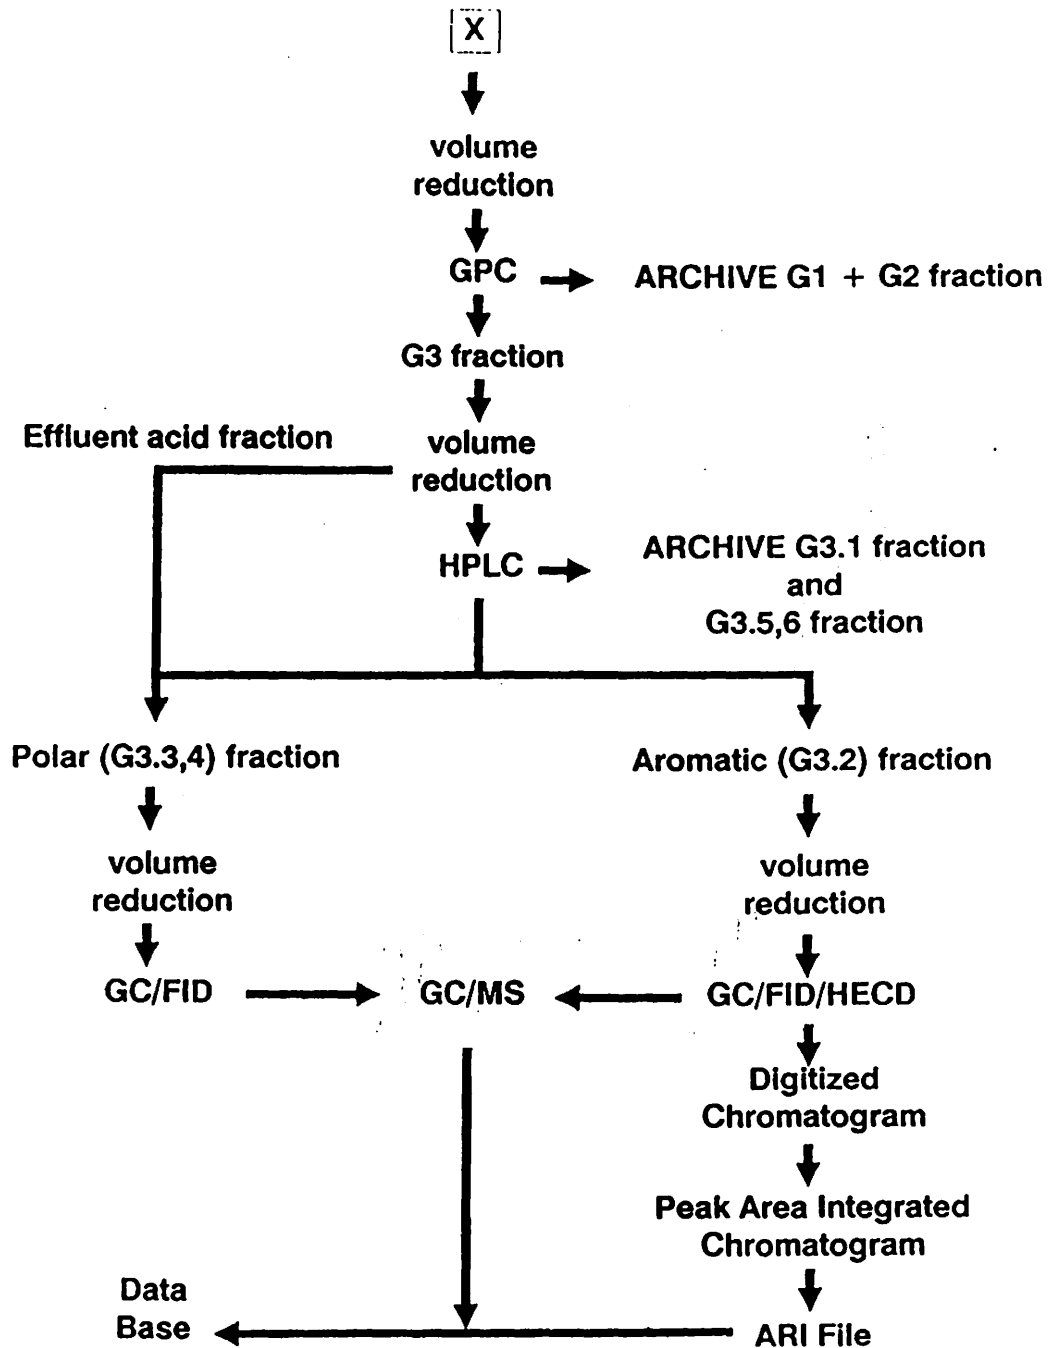 X
volume
reduction
GPC
ARCHIVE G1 + G2 fraction
G3 fraction
Effluent acid fraction
volume
reduction
HPLC
ARCHIVE G3.1 fraction
and
G3.5,6 fraction
Polar (G3.3,4) fraction
Aromatic (G3.2) fraction
volume
reduction
volume
reduction
GC/FID
GC/MS
GC/FID/HECD
Digitized
Chromatogram
Peak Area Integrated
Chromatogram
Data
Base
ARI File